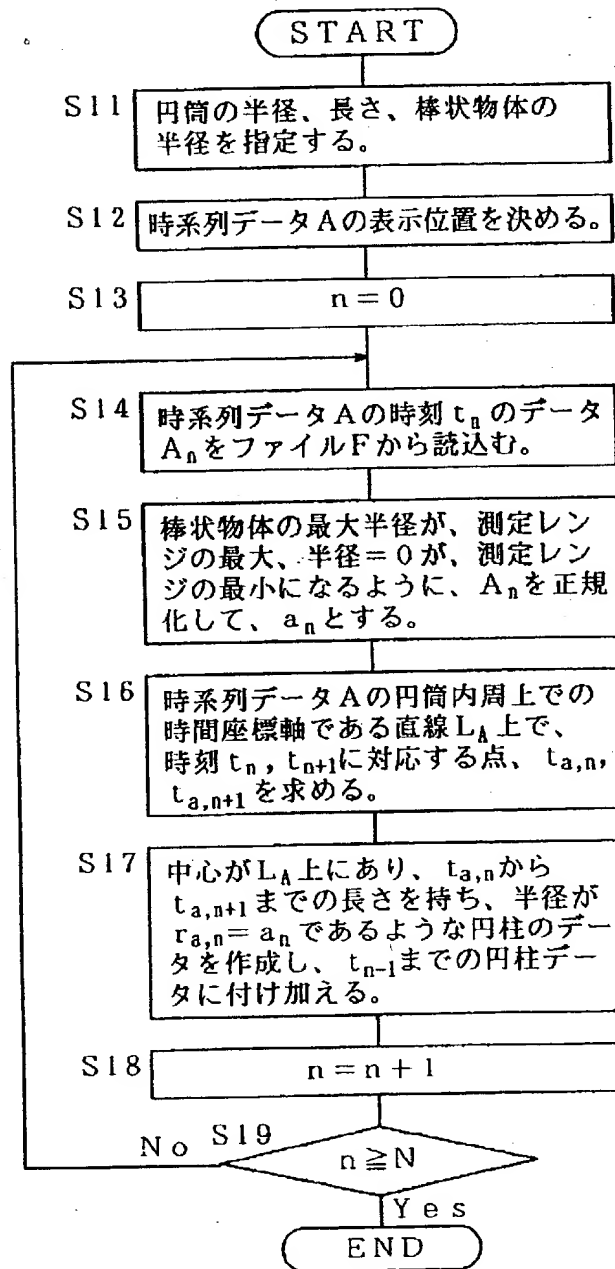 START
S11
円筒の半径、長さ、棒状物体の
半径を指定する。
S12
時系列データAの表示位置を決める。
S13
n=0
S14
時系列データAの時刻tₙのデータ
AₙをファイルFから読込む。
S15
棒状物体の最大半径が、測定レン
ジの最大、半径=0が、測定レン
ジの最小になるように、Aₙを正規
化して、aₙとする。
S16
時系列データAの円筒内周上での
時間座標軸である直線L_A上で、
時刻tₙ, tₙ₊₁に対応する点、t_{a,n},
t_{a,n+1}を求める。
S17
中心がL_A上にあり、t_{a,n}から
t_{a,n+1}までの長さを持ち、半径が
r_{a,n}=aₙであるような円柱のデー
タを作成し、tₙ₋₁までの円柱デー
タに付け加える。
S18
n=n+1
No
S19
n≧N
Yes
END